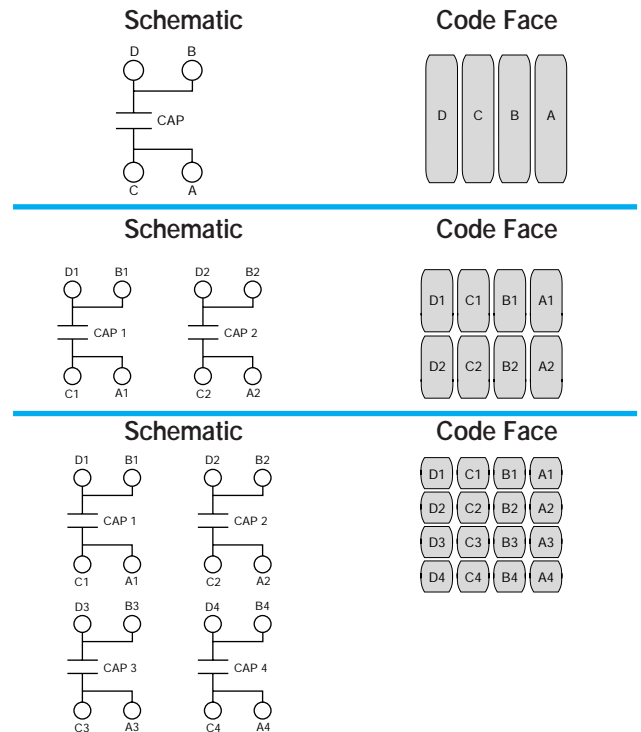 Schematic Code Face
D B
CAP
C A
D C B A
Schematic Code Face
D1 B1 D2 B2
CAP 1 CAP 2
C1 A1 C2 A2
D1 C1 B1 A1
D2 C2 B2 A2
Schematic Code Face
D1 B1 D2 B2
CAP 1 CAP 2
C1 A1 C2 A2
D3 B3 D4 B4
CAP 3 CAP 4
C3 A3 C4 A4
D1 C1 B1 A1
D2 C2 B2 A2
D3 C3 B3 A3
D4 C4 B4 A4